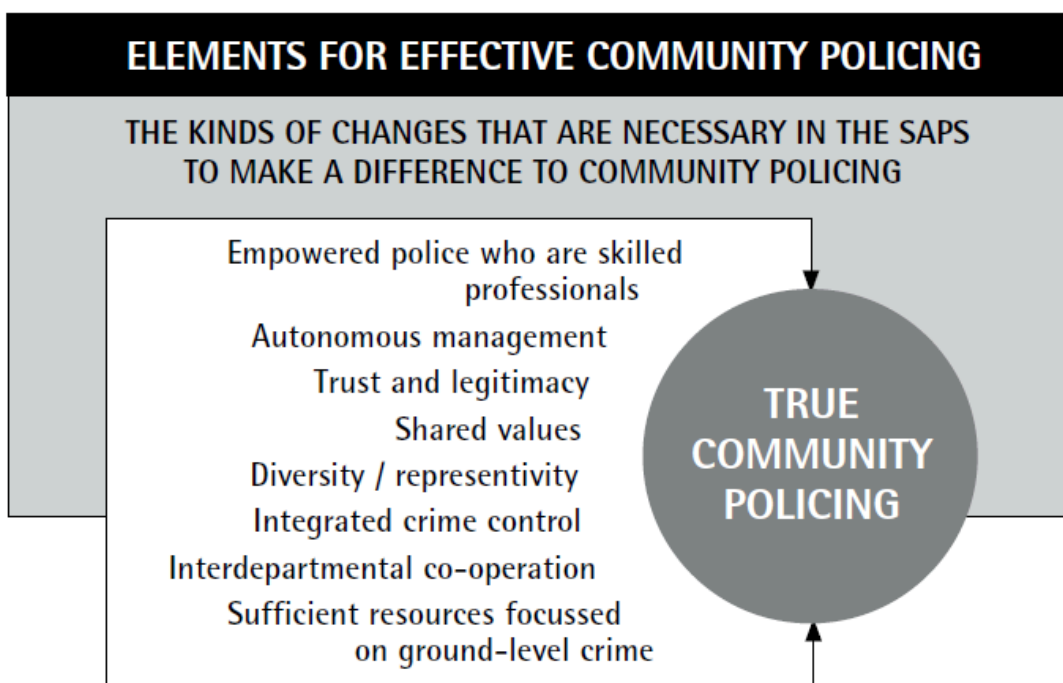 ELEMENTS FOR EFFECTIVE COMMUNITY POLICING
THE KINDS OF CHANGES THAT ARE NECESSARY IN THE SAPS
TO MAKE A DIFFERENCE TO COMMUNITY POLICING
Empowered police who are skilled
professionals
Autonomous management
Trust and legitimacy
Shared values
Diversity / representivity
Integrated crime control
Interdepartmental co-operation
Sufficient resources focussed
on ground-level crime
TRUE
COMMUNITY
POLICING